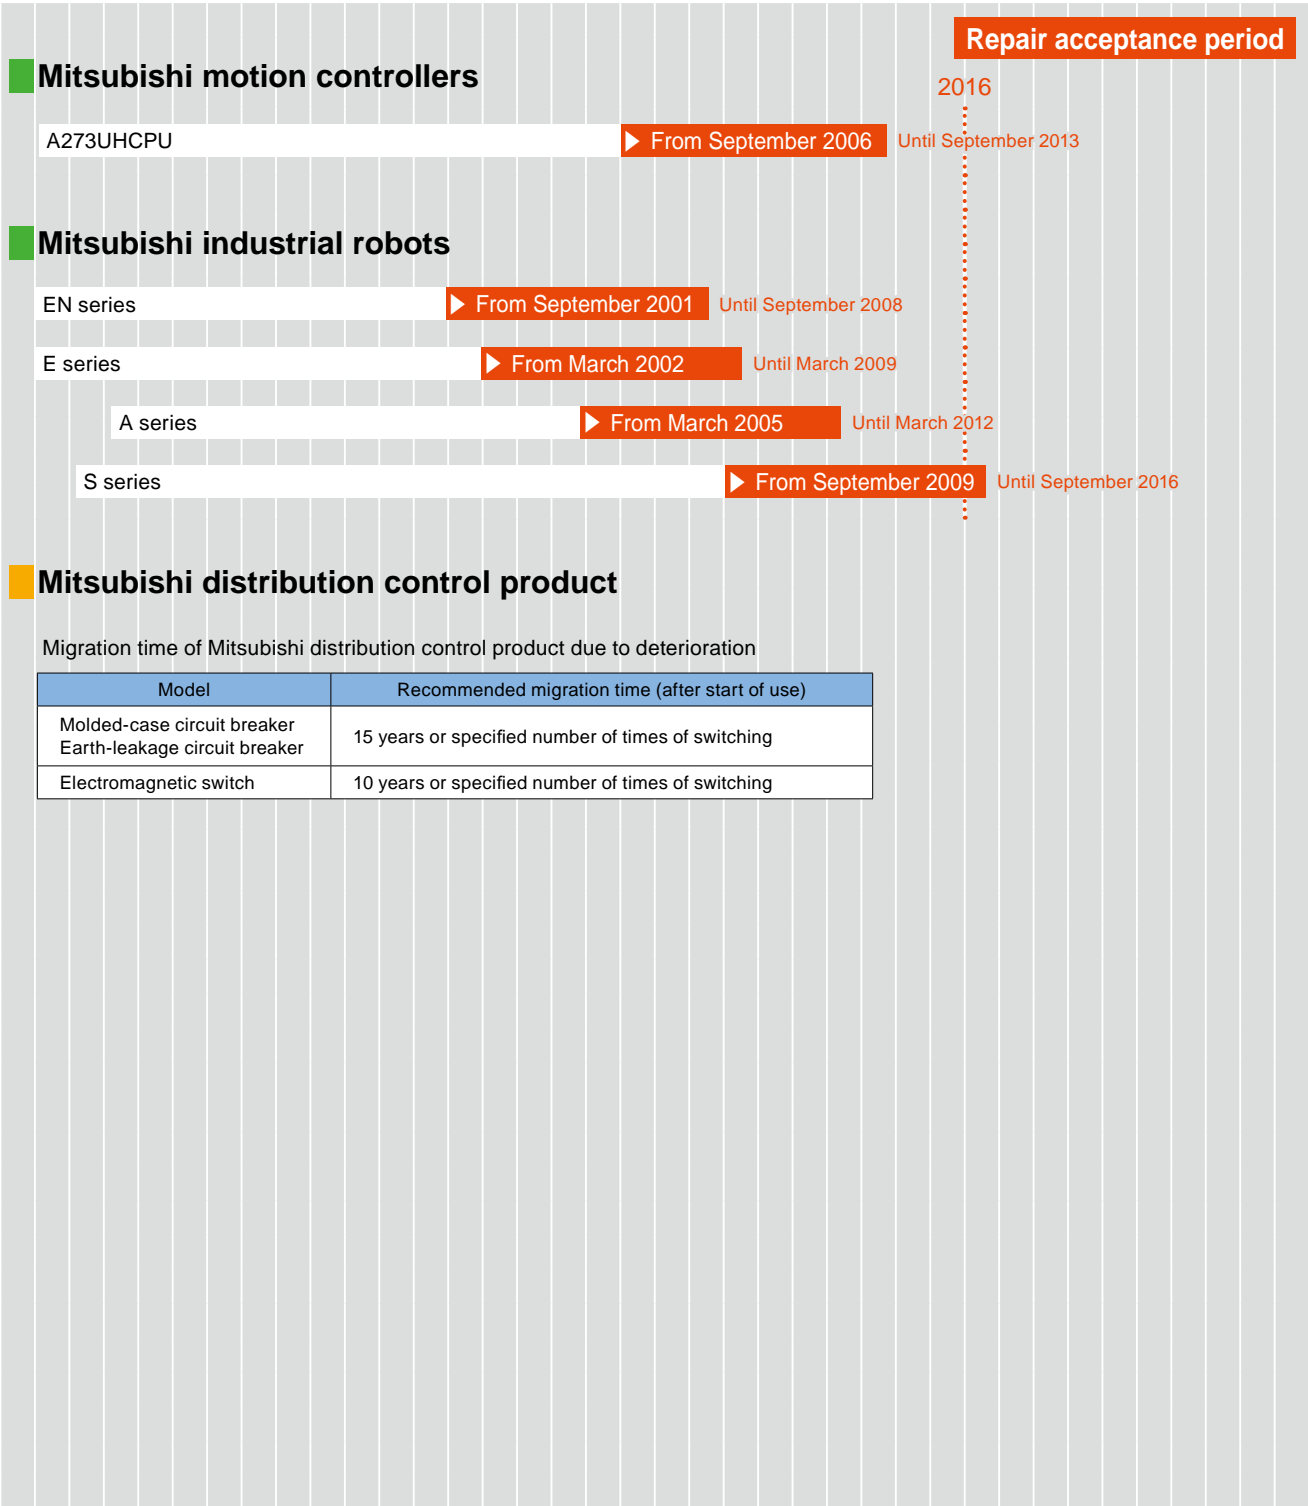 Repair acceptance period
Mitsubishi motion controllers
2016
A273UHCPU From September 2006 Until September 2013
Mitsubishi industrial robots
EN series From September 2001 Until September 2008
E series From March 2002 Until March 2009
A series From March 2005 Until March 2012
S series From September 2009 Until September 2016
Mitsubishi distribution control product
Migration time of Mitsubishi distribution control product due to deterioration
Model Recommended migration time (after start of use)
Molded-case circuit breaker
Earth-leakage circuit breaker
15 years or specified number of times of switching
Electromagnetic switch 10 years or specified number of times of switching